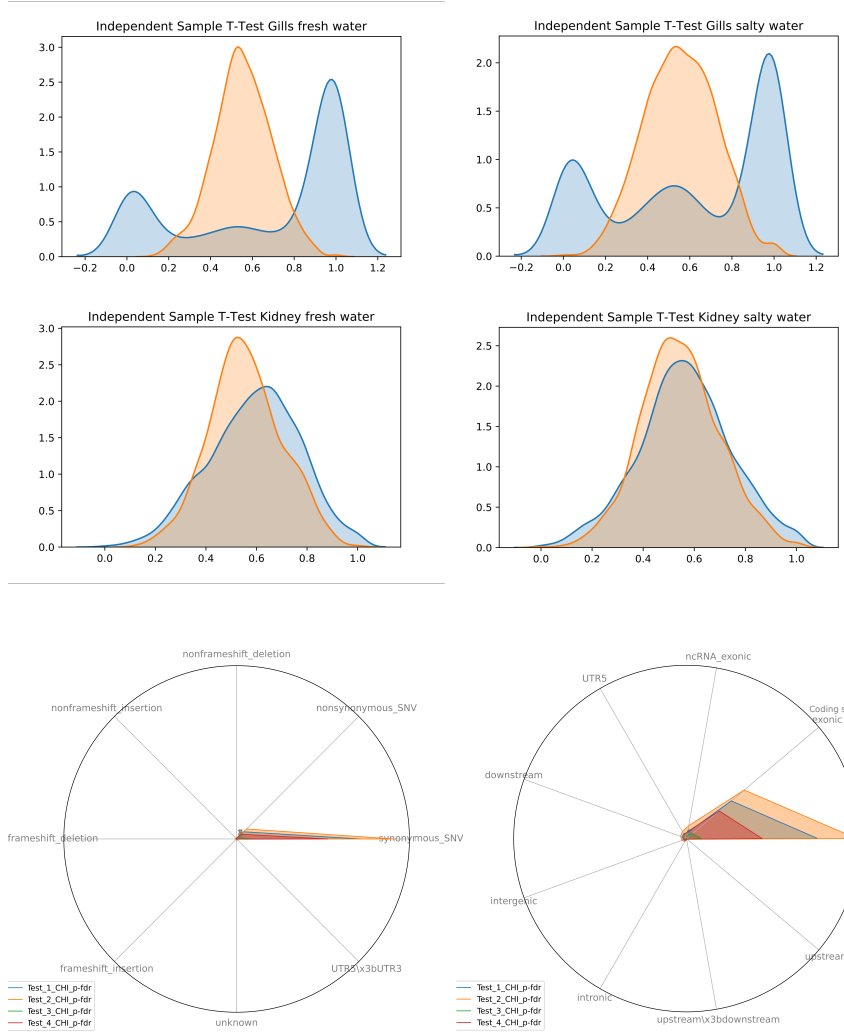 Independent Sample T-Test Gills fresh water
3.0
2.5
2.0
1.5
1.0
0.5
0.0
−0.2 0.0 0.2 0.4 0.6 0.8 1.0 1.2
Independent Sample T-Test Gills salty water
2.0
1.5
1.0
0.5
0.0
−0.2 0.0 0.2 0.4 0.6 0.8 1.0 1.2
Independent Sample T-Test Kidney fresh water
3.0
2.5
2.0
1.5
1.0
0.5
0.0
0.0 0.2 0.4 0.6 0.8 1.0
Independent Sample T-Test Kidney salty water
2.5
2.0
1.5
1.0
0.5
0.0
0.0 0.2 0.4 0.6 0.8 1.0
nonframeshift_deletion
nonframeshift_insertion
nonsynonymous_SNV
frameshift_deletion
synonymous_SNV
frameshift_insertion
UTR5\x3bUTR3
unknown
Test_1_CHI_p-fdr
Test_2_CHI_p-fdr
Test_3_CHI_p-fdr
Test_4_CHI_p-fdr
ncRNA_exonic
UTR5
Coding s
exonic
downstream
intergenic
upstrear
intronic
upstream\x3bdownstream
Test_1_CHI_p-fdr
Test_2_CHI_p-fdr
Test_3_CHI_p-fdr
Test_4_CHI_p-fdr